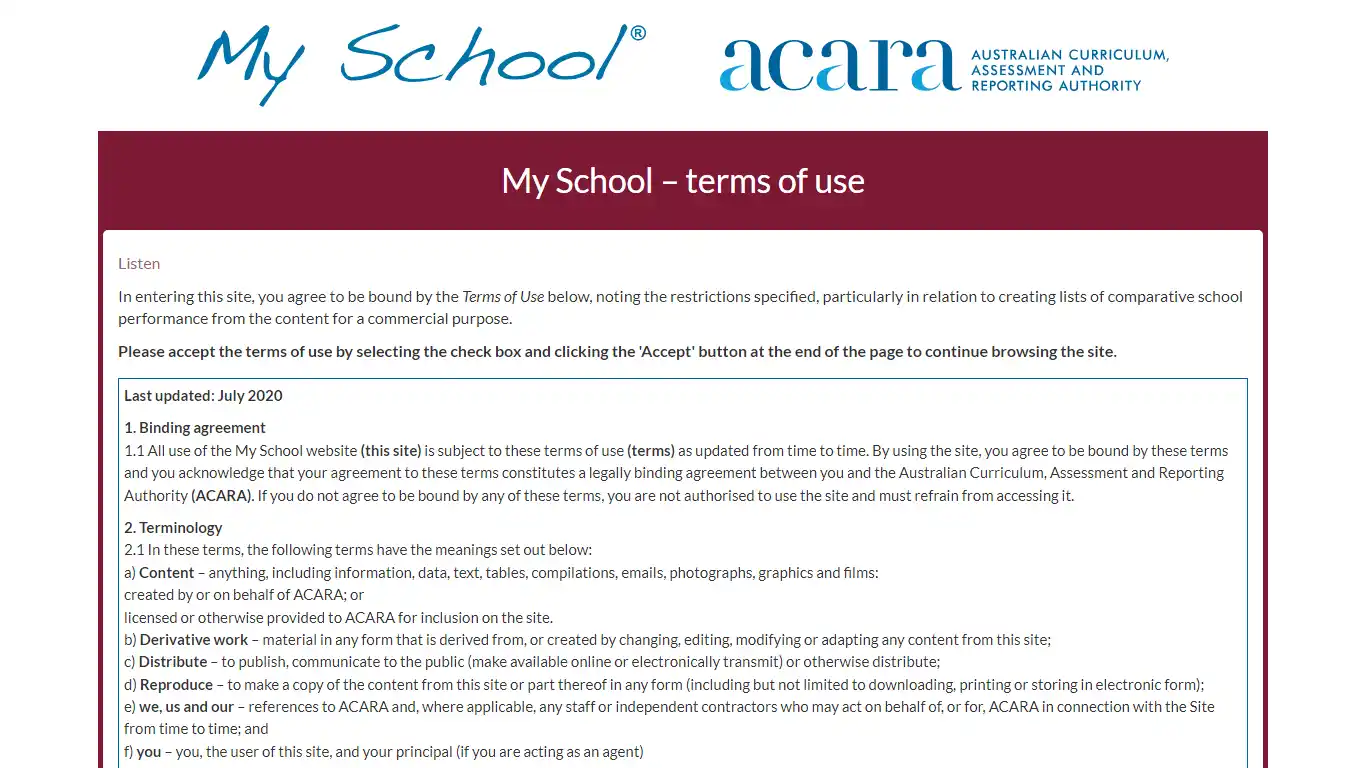 My School®
acara AUSTRALIAN CURRICULUM,
ASSESSMENT AND
REPORTING AUTHORITY
My School – terms of use
Listen
In entering this site, you agree to be bound by the Terms of Use below, noting the restrictions specified, particularly in relation to creating lists of comparative school
performance from the content for a commercial purpose.
Please accept the terms of use by selecting the check box and clicking the 'Accept' button at the end of the page to continue browsing the site.
Last updated: July 2020
1. Binding agreement
1.1 All use of the My School website (this site) is subject to these terms of use (terms) as updated from time to time. By using the site, you agree to be bound by these terms
and you acknowledge that your agreement to these terms constitutes a legally binding agreement between you and the Australian Curriculum, Assessment and Reporting
Authority (ACARA). If you do not agree to be bound by any of these terms, you are not authorised to use the site and must refrain from accessing it.
2. Terminology
2.1 In these terms, the following terms have the meanings set out below:
a) Content – anything, including information, data, text, tables, compilations, emails, photographs, graphics and films:
created by or on behalf of ACARA; or
licensed or otherwise provided to ACARA for inclusion on the site.
b) Derivative work – material in any form that is derived from, or created by changing, editing, modifying or adapting any content from this site;
c) Distribute – to publish, communicate to the public (make available online or electronically transmit) or otherwise distribute;
d) Reproduce – to make a copy of the content from this site or part thereof in any form (including but not limited to downloading, printing or storing in electronic form);
e) we, us and our – references to ACARA and, where applicable, any staff or independent contractors who may act on behalf of, or for, ACARA in connection with the Site
from time to time; and
f) you – you, the user of this site, and your principal (if you are acting as an agent)